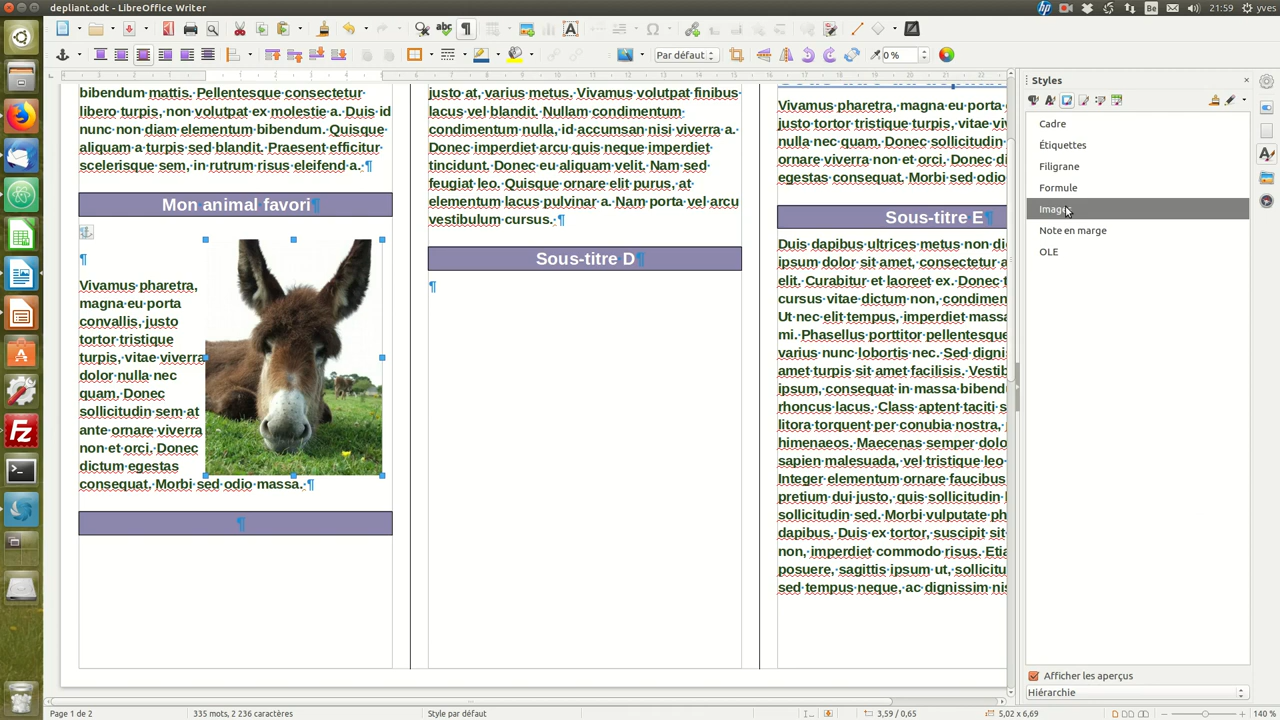 depliant.odt - LibreOffice Writer
Be
21:59
yves
Par défaut
0 %
Styles
Cadre
Étiquettes
Filigrane
Formule
Note en marge
OLE
bibendum mattis. Pellentesque consectetur
libero turpis, non volutpat ex molestie a. Duis id
nunc non diam elementum bibendum. Quisque
aliquam a turpis sed blandit. Praesent efficitur
scelerisque sem, in rutrum risus eleifend a. ¶
Mon animal favori¶
¶
Vivamus pharetra,
magna eu porta
convallis, justo
tortor tristique
turpis, vitae viverra
dolor nulla nec
quam. Donec
sollicitudin sem at
ante ornare viverra
non et orci. Donec
dictum egestas
consequat. Morbi sed odio massa. ¶
¶
justo at, varius metus. Vivamus volutpat finibus
lacus vel blandit. Nullam condimentum
condimentum nulla, id accumsan nisi viverra a.
Donec imperdiet arcu quis neque imperdiet
tincidunt. Donec eu aliquam velit. Nam sed
feugiat leo. Quisque ornare elit purus, at
elementum lacus pulvinar a. Nam porta vel arcu
vestibulum cursus. ¶
Sous-titre D¶
¶
Vivamus pharetra, magna eu porta
justo tortor tristique turpis, vitae vi
nulla nec quam. Donec sollicitudin
ornare viverra non et orci. Donec d
egestas consequat. Morbi sed odio
Sous-titre E¶
Duis dapibus ultrices metus non di
ipsum dolor sit amet, consectetur a
elit. Curabitur et laoreet ex. Donec t
cursus vitae dictum non, condimen
Ut nec elit tempus, imperdiet massa
mi. Phasellus porttitor pellentesque
varius nunc lobortis nec. Sed digni
amet turpis sit amet facilisis. Vestib
ipsum, consequat in massa bibend
rhoncus lacus. Class aptent taciti s
litora torquent per conubia nostra,
himenaeos. Maecenas semper dolo
sapien malesuada, vel tristique leo
Integer elementum ornare faucibus
pretium dui justo, quis sollicitudin
sollicitudin sed. Morbi vulputate ph
dapibus. Duis ex tortor, suscipit sit
non, imperdiet commodo risus. Etia
posuere, sagittis ipsum ut, sollicitu
sed tempus neque, ac dignissim nis
Afficher les aperçus
Hiérarchie
Page 1 de 2
335 mots, 2 236 caractères
Style par défaut
3,59 / 0,65
5,02 x 6,69
140 %